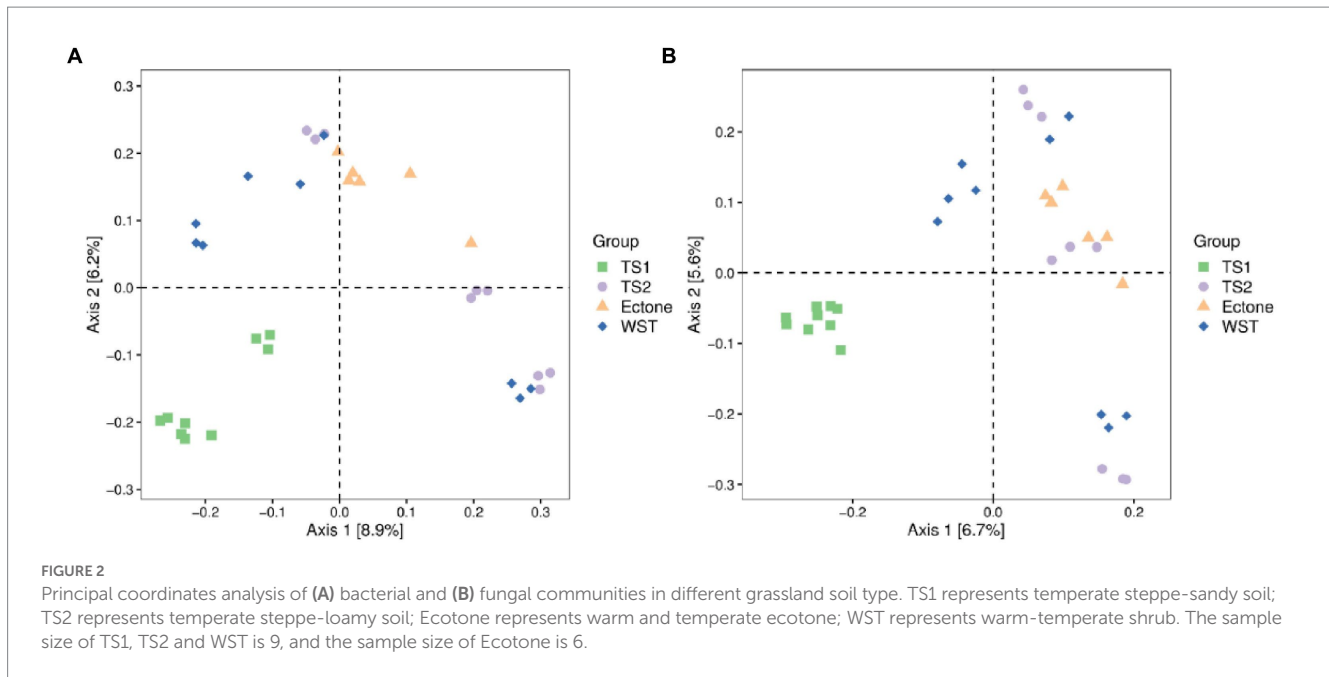 A
B
0.3
0.2
0.1
0.0
−0.1
−0.2
−0.3
Axis 2 [6.2%]
−0.2
−0.1
0.0
0.1
0.2
0.3
Axis 1 [8.9%]
Group
TS1
TS2
Ectone
WST
0.2
0.1
0.0
−0.1
−0.2
−0.3
Axis 2 [5.6%]
−0.2
0.0
0.2
Axis 1 [6.7%]
Group
TS1
TS2
Ectone
WST
FIGURE 2
Principal coordinates analysis of (A) bacterial and (B) fungal communities in different grassland soil type. TS1 represents temperate steppe-sandy soil;
TS2 represents temperate steppe-loamy soil; Ecotone represents warm and temperate ecotone; WST represents warm-temperate shrub. The sample
size of TS1, TS2 and WST is 9, and the sample size of Ecotone is 6.